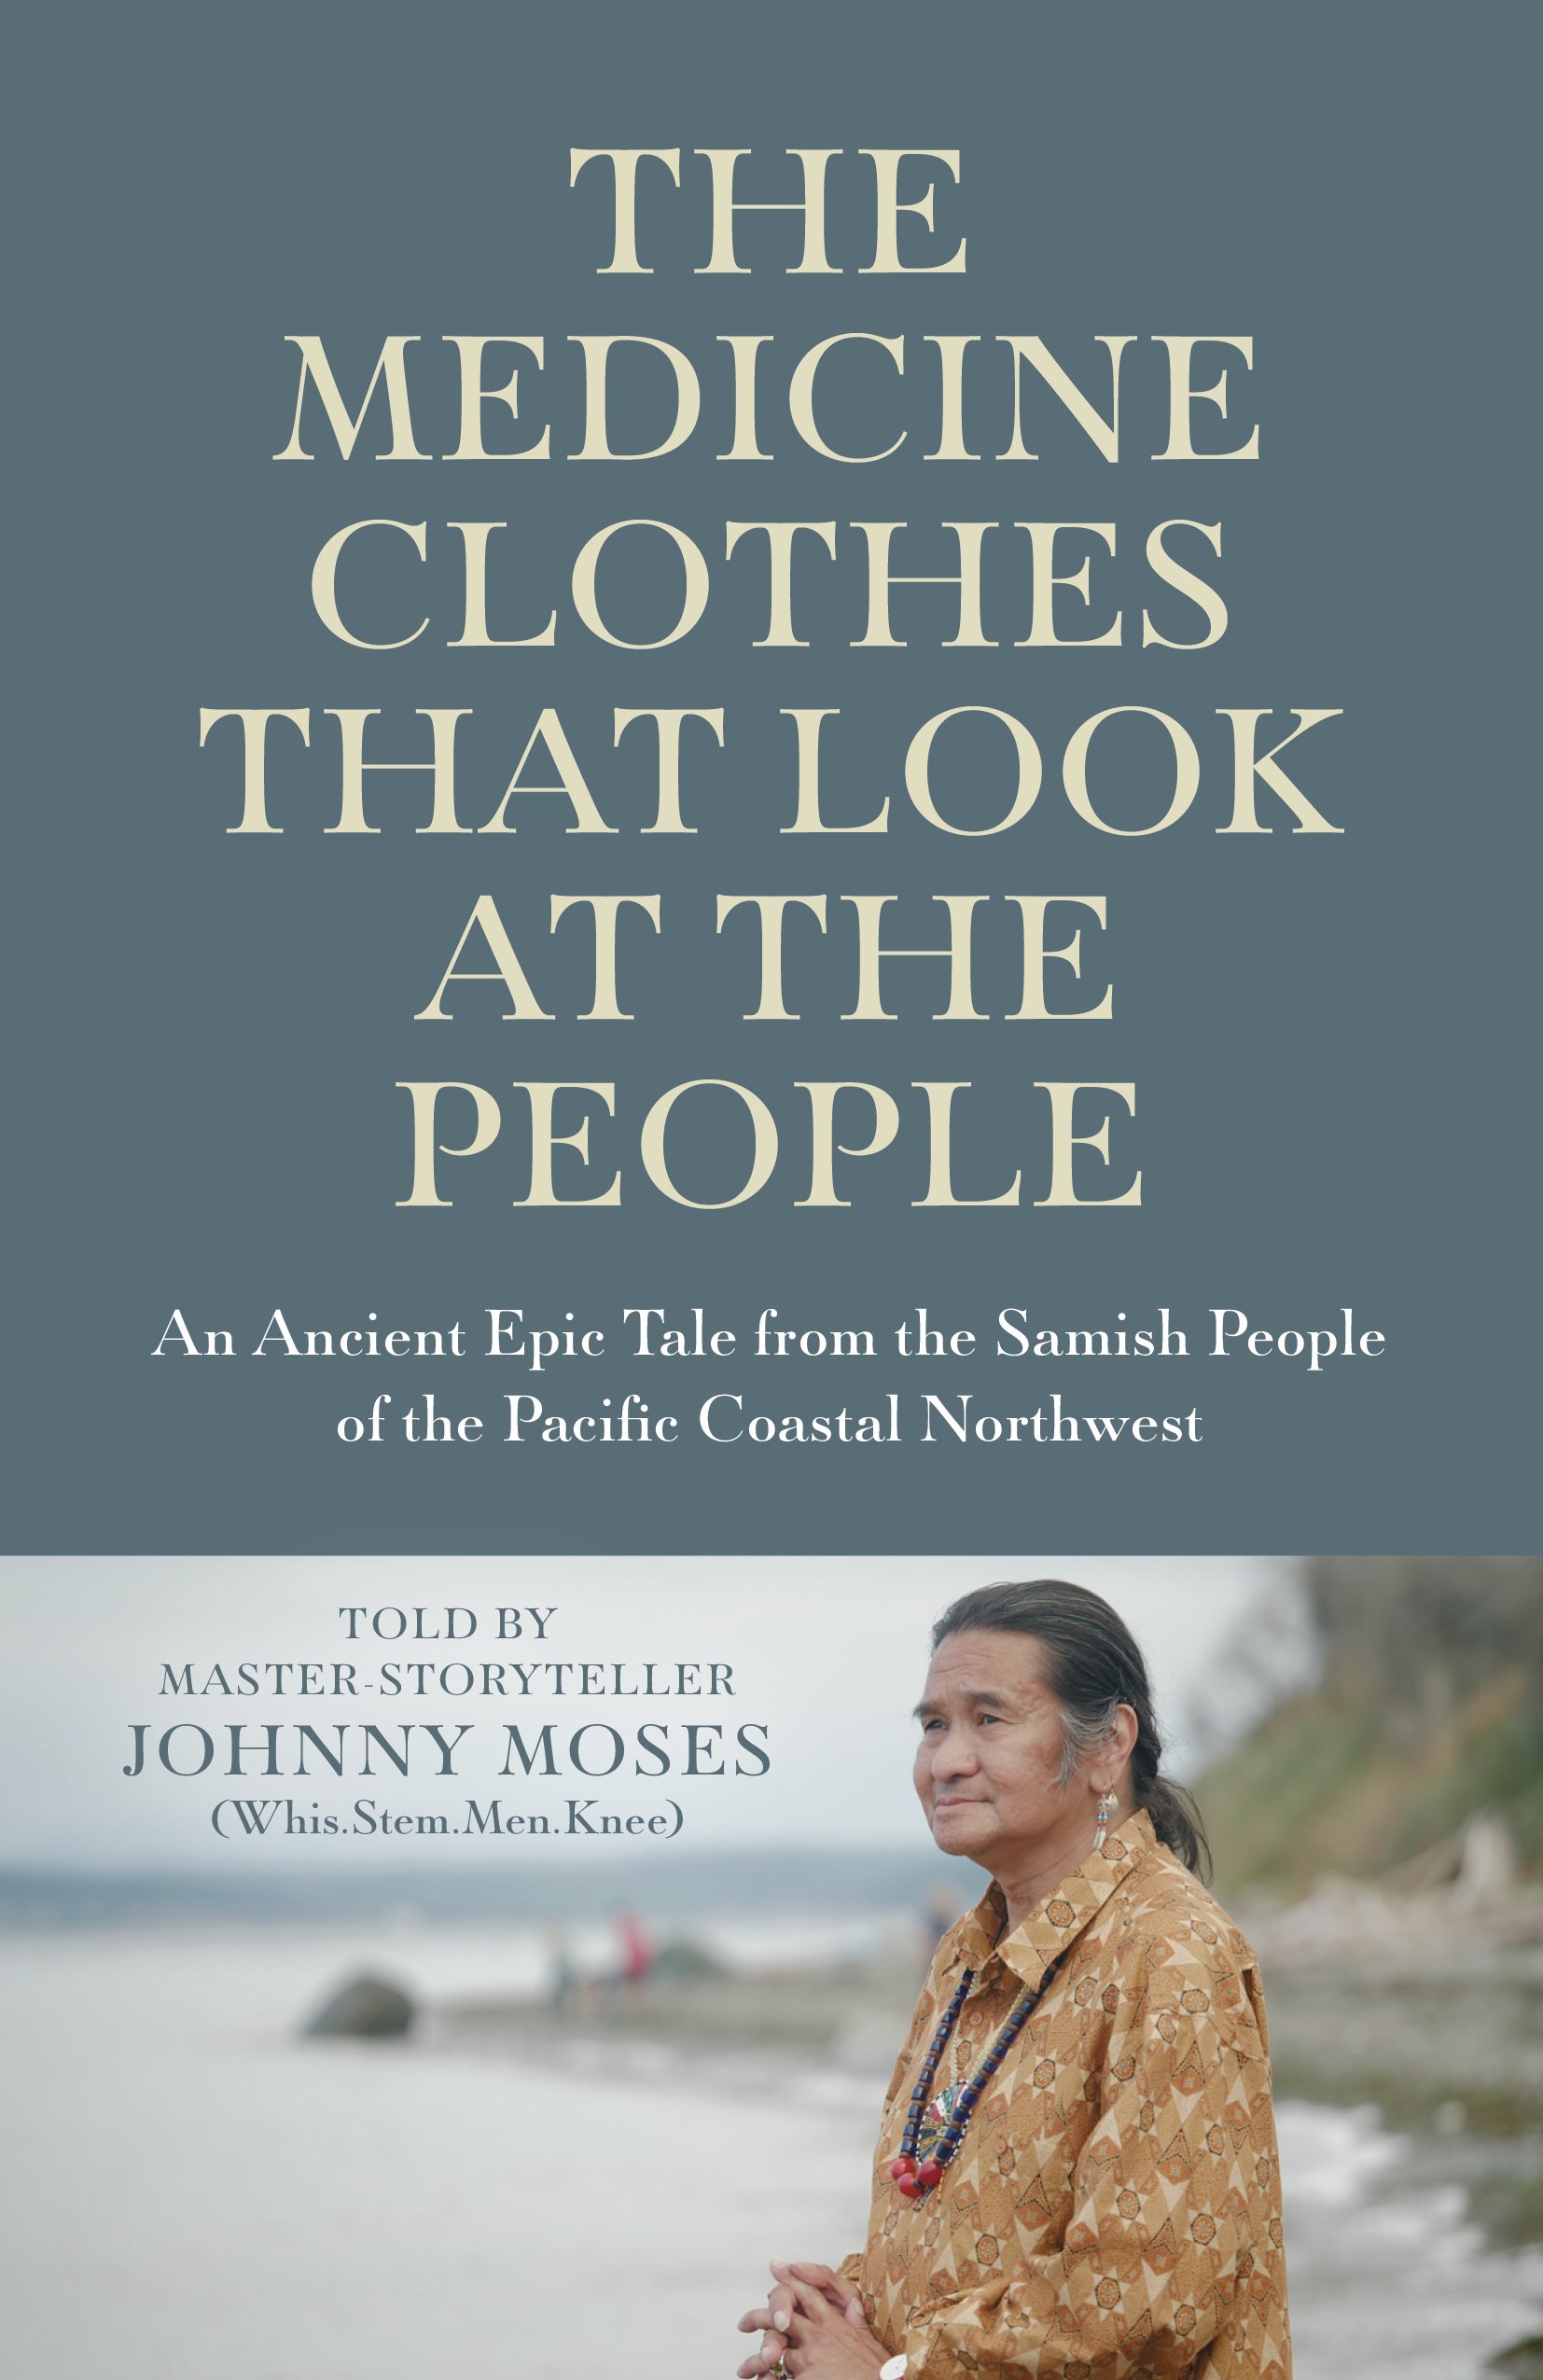 THE
MEDICINE
CLOTHES
THAT LOOK
AT THE
PEOPLE
An Ancient Epic Tale from the Samish People
of the Pacific Coastal Northwest
TOLD BY
MASTER-STORYTELLER
JOHNNY MOSES
(Whis.Stem.Men.Knee)